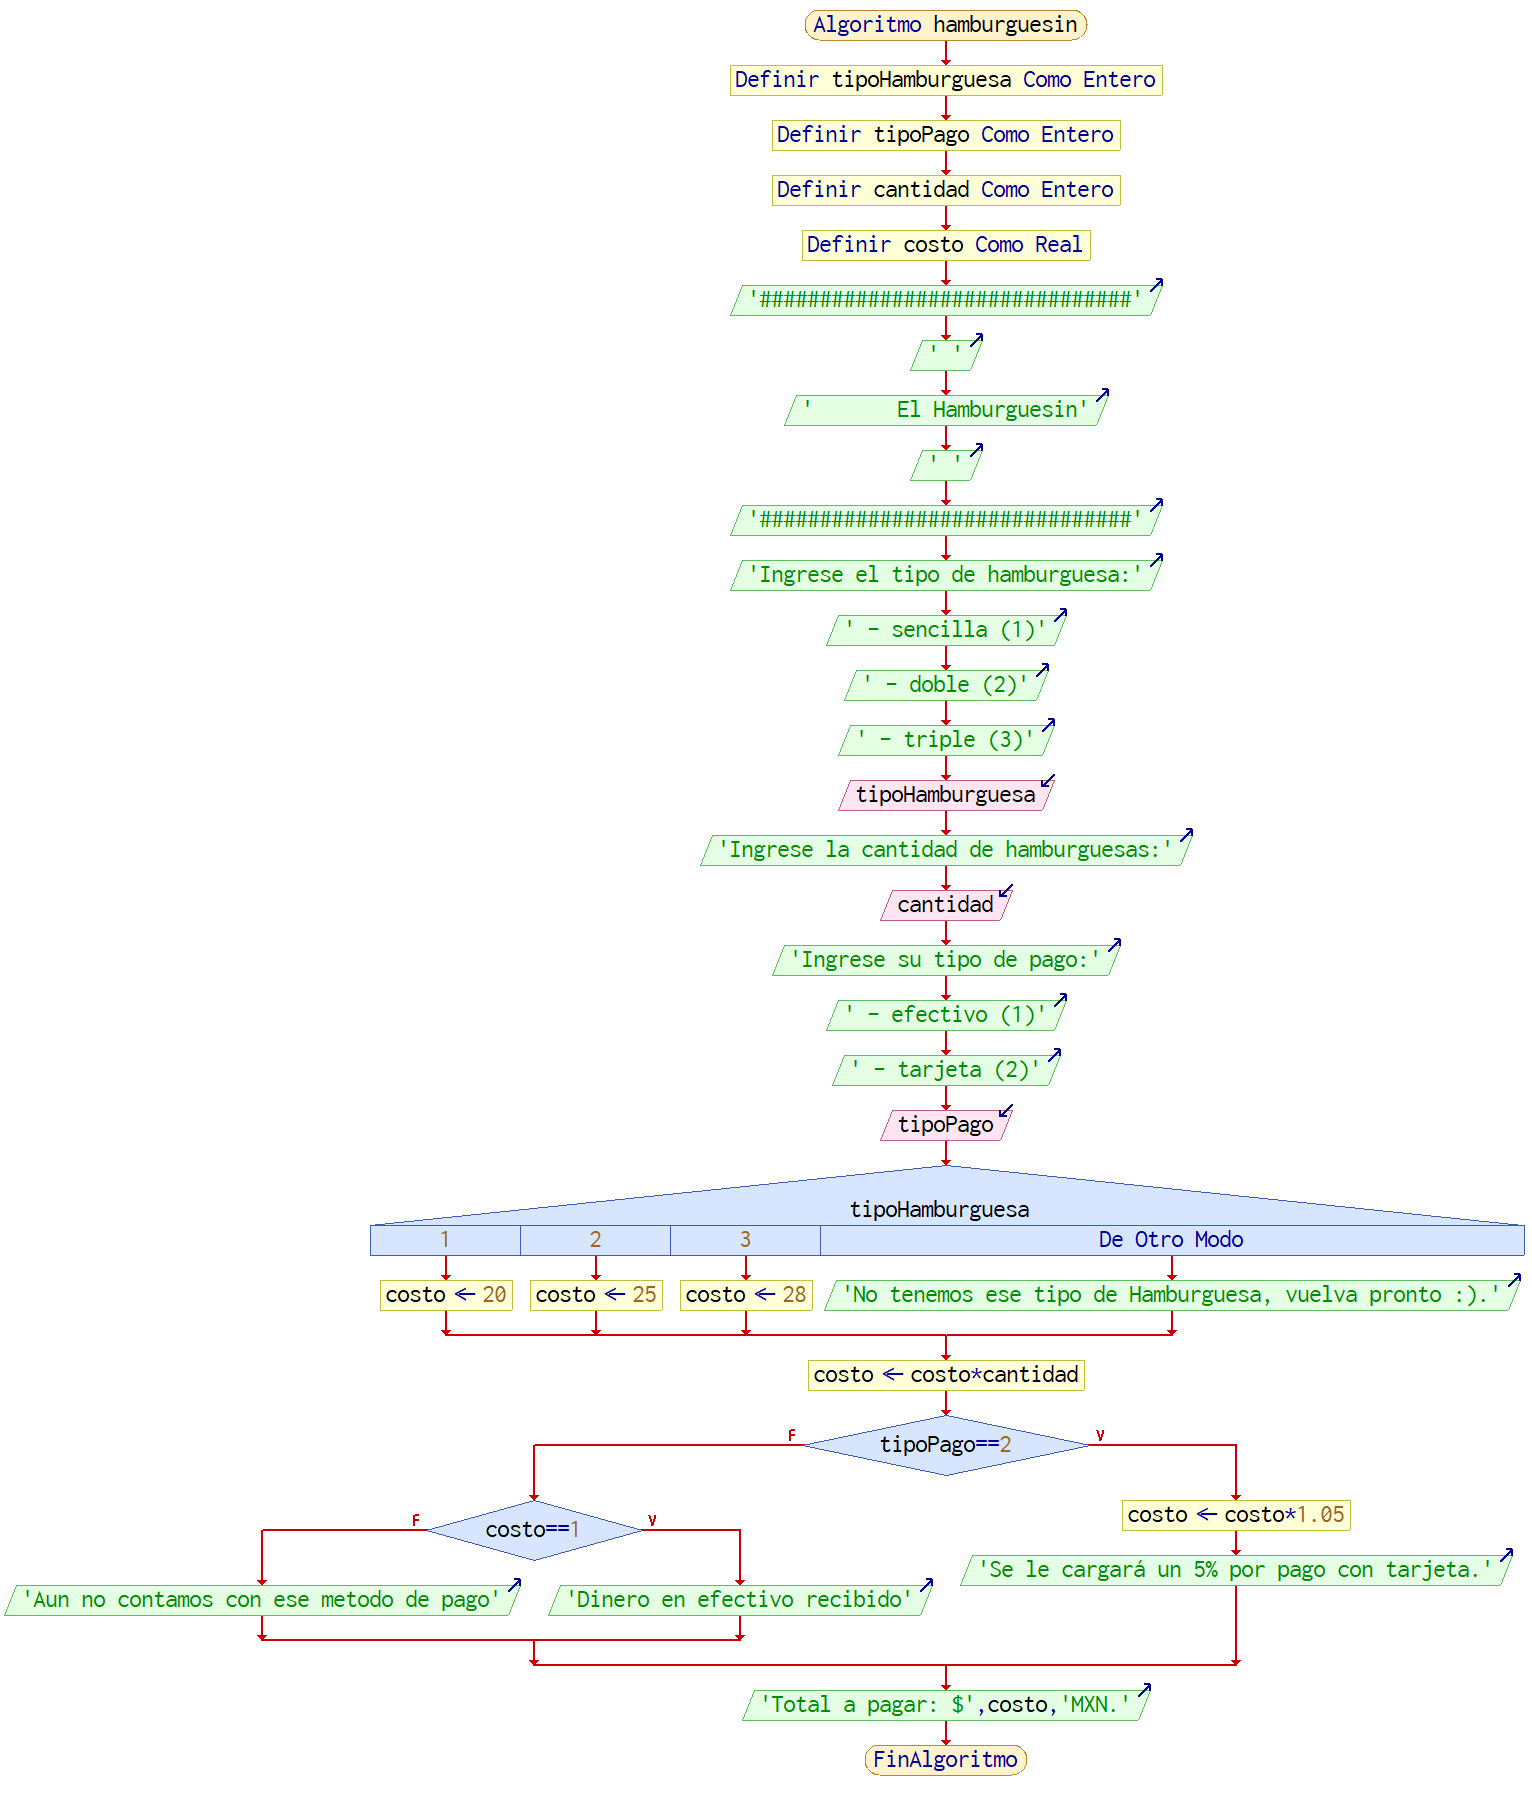 Algoritmo hamburguesin
Definir tipoHamburguesa Como Entero
Definir tipoPago Como Entero
Definir cantidad Como Entero
Definir costo Como Real
'###############################'
' '
'       El Hamburguesin'
' '
'###############################'
'Ingrese el tipo de hamburguesa:'
' - sencilla (1)'
' - doble (2)'
' - triple (3)'
tipoHamburguesa
'Ingrese la cantidad de hamburguesas:'
cantidad
'Ingrese su tipo de pago:'
' - efectivo (1)'
' - tarjeta (2)'
tipoPago
tipoHamburguesa
1 2 3 De Otro Modo
costo ← 20 costo ← 25 costo ← 28 'No tenemos ese tipo de Hamburguesa, vuelva pronto :).'
costo ← costo*cantidad
F tipoPago==2 V
F costo==1 V
costo ← costo*1.05
'Se le cargará un 5% por pago con tarjeta.'
'Aun no contamos con ese metodo de pago' 'Dinero en efectivo recibido'
'Total a pagar: $',costo,'MXN.'
FinAlgoritmo